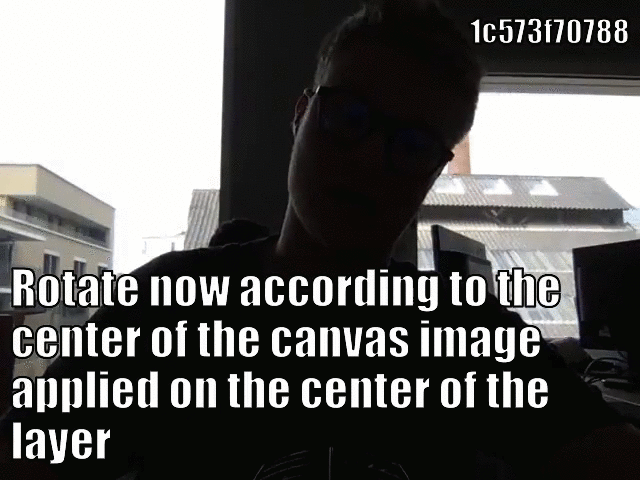 1c573f70788
Rotate now according to the
center of the canvas image
applied on the center of the
layer